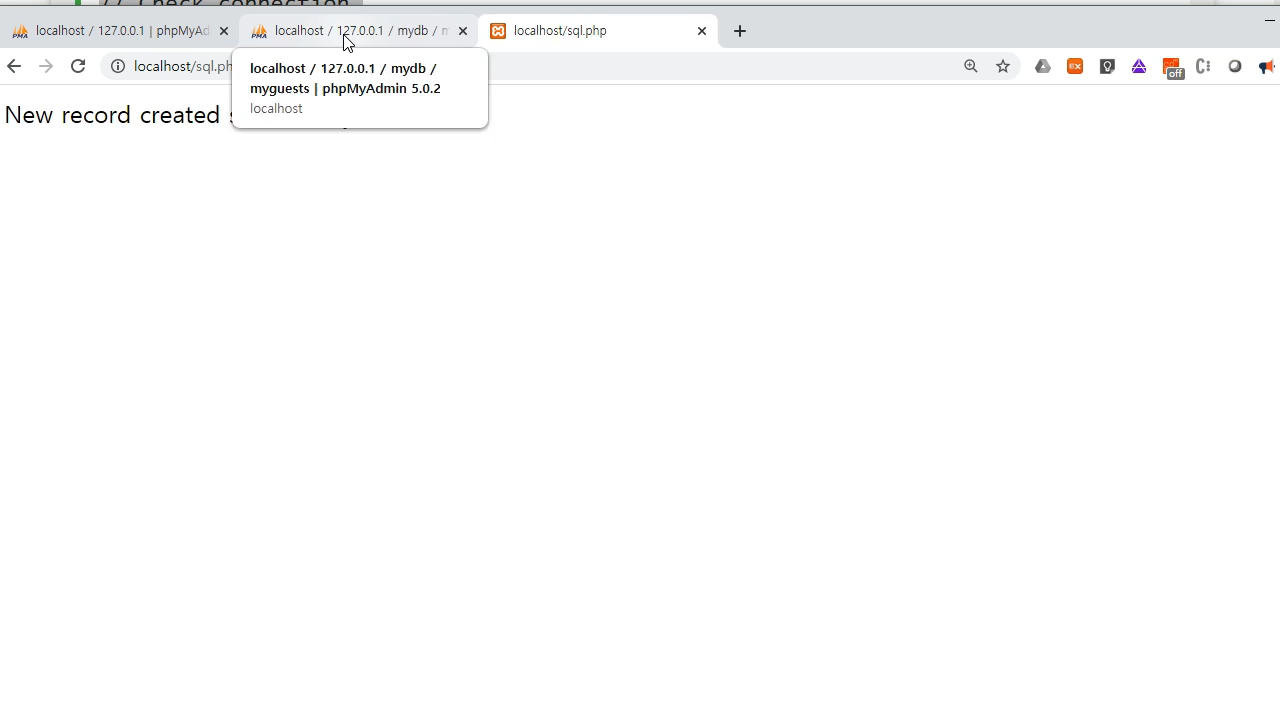 // Check connection
localhost / 127.0.0.1 | phpMyAd
localhost / 127.0.0.1 / mydb / m
localhost/sql.php
localhost/sql.ph
off
localhost / 127.0.0.1 / mydb /
myguests | phpMyAdmin 5.0.2
localhost
New record created